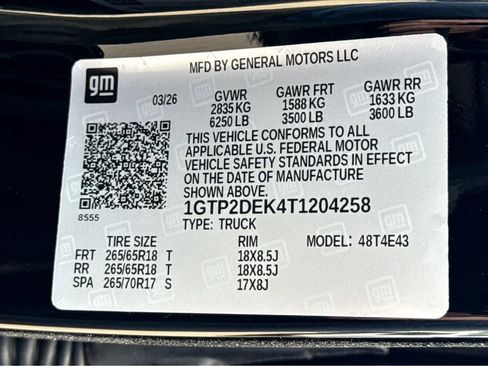 MFD BY GENERAL MOTORS LLC
gm
03/26 GVWR GAWR FRT GAWR RR
2835 KG 1588 KG 1633 KG
6250 LB 3500 LB 3600 LB
THIS VEHICLE CONFORMS TO ALL
APPLICABLE U.S. FEDERAL MOTOR
VEHICLE SAFETY STANDARDS IN EFFECT
ON THE DATE OF MANUFACTURE
SHOWN ABOVE.
8555
1GTP2DEK4T1204258
TYPE: TRUCK
TIRE SIZE RIM MODEL: 48T4E43
FRT 265/65R18 T 18X8.5J
RR 265/65R18 T 18X8.5J
SPA 265/70R17 S 17X8J